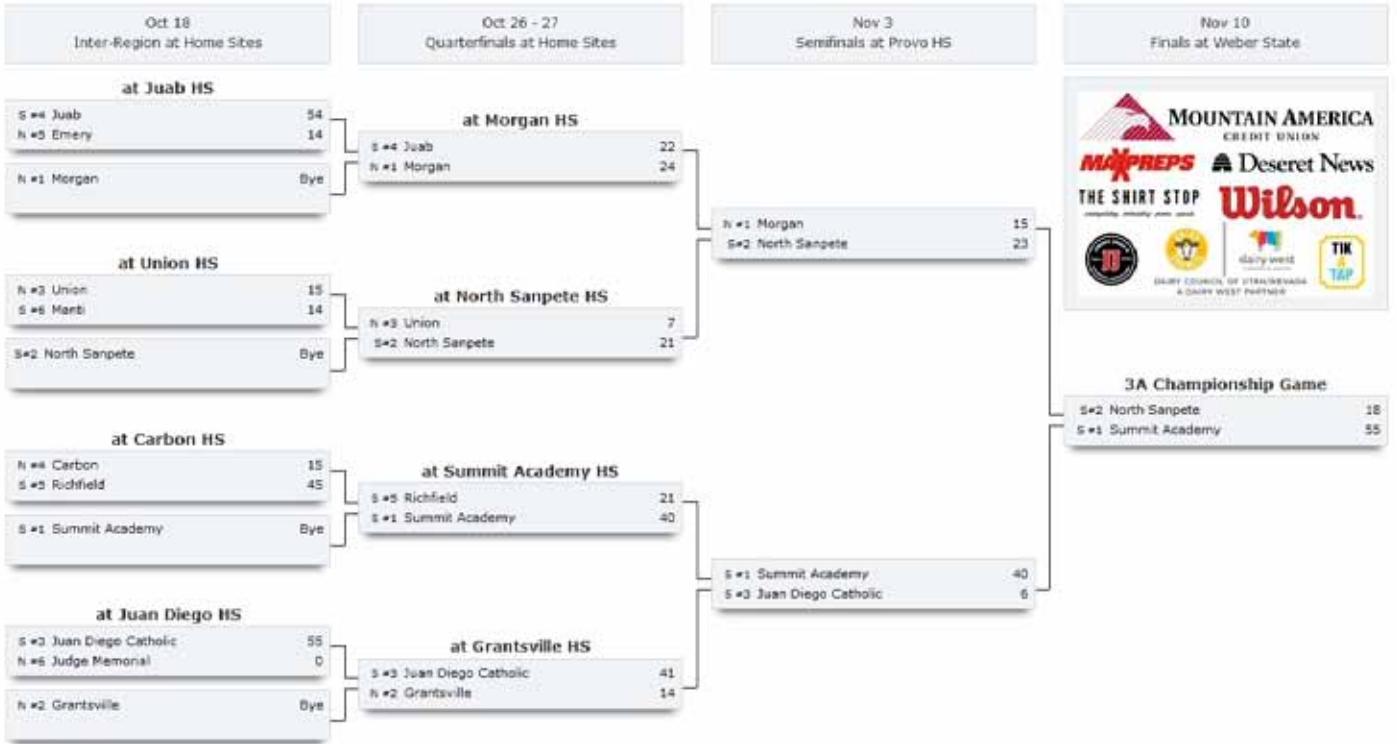 Oct 18
Inter-Region at Home Sites
Oct 26 - 27
Quarterfinals at Home Sites
Nov 3
Semifinals at Provo HS
Nov 10
Finals at Weber State
at Juab HS
S #4 Juab 54
N #5 Emery 14
N #1 Morgan Bye
at Union HS
N #3 Union 15
S #6 Manti 14
S#2 North Sanpete Bye
at Carbon HS
N #4 Carbon 15
S #5 Richfield 45
S #1 Summit Academy Bye
at Juan Diego HS
S #3 Juan Diego Catholic 55
N #6 Judge Memorial 0
N #2 Grantsville Bye
at Morgan HS
S #4 Juab 22
N #1 Morgan 24
at North Sanpete HS
N #3 Union 7
S#2 North Sanpete 21
at Summit Academy HS
S #5 Richfield 21
S #1 Summit Academy 40
at Grantsville HS
S #3 Juan Diego Catholic 41
N #2 Grantsville 14
N #1 Morgan 15
S#2 North Sanpete 23
S #1 Summit Academy 40
S #3 Juan Diego Catholic 6
MOUNTAIN AMERICA
CREDIT UNION
MAXPREPS
Deseret News
THE SHIRT STOP
Wilson.
dairy west
TIK
TAP
DAIRY COUNCIL OF UTAH/NEVADA
A DAIRY WEST PARTNER
3A Championship Game
S#2 North Sanpete 18
S #1 Summit Academy 55